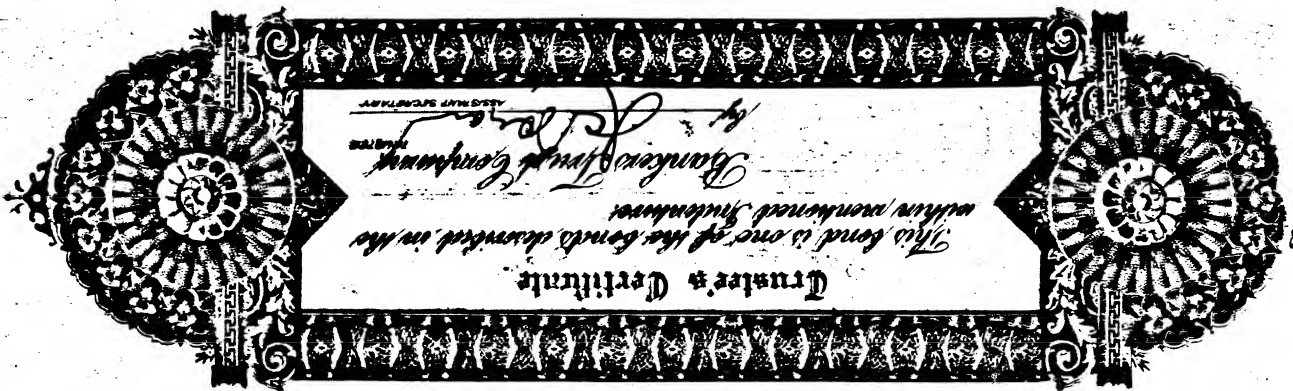 Trustee's Certificate
This bond is one of the bonds described in the
within mentioned Indenture.
Bankers Trust Company
TRUSTEE
By
ASSISTANT SECRETARY